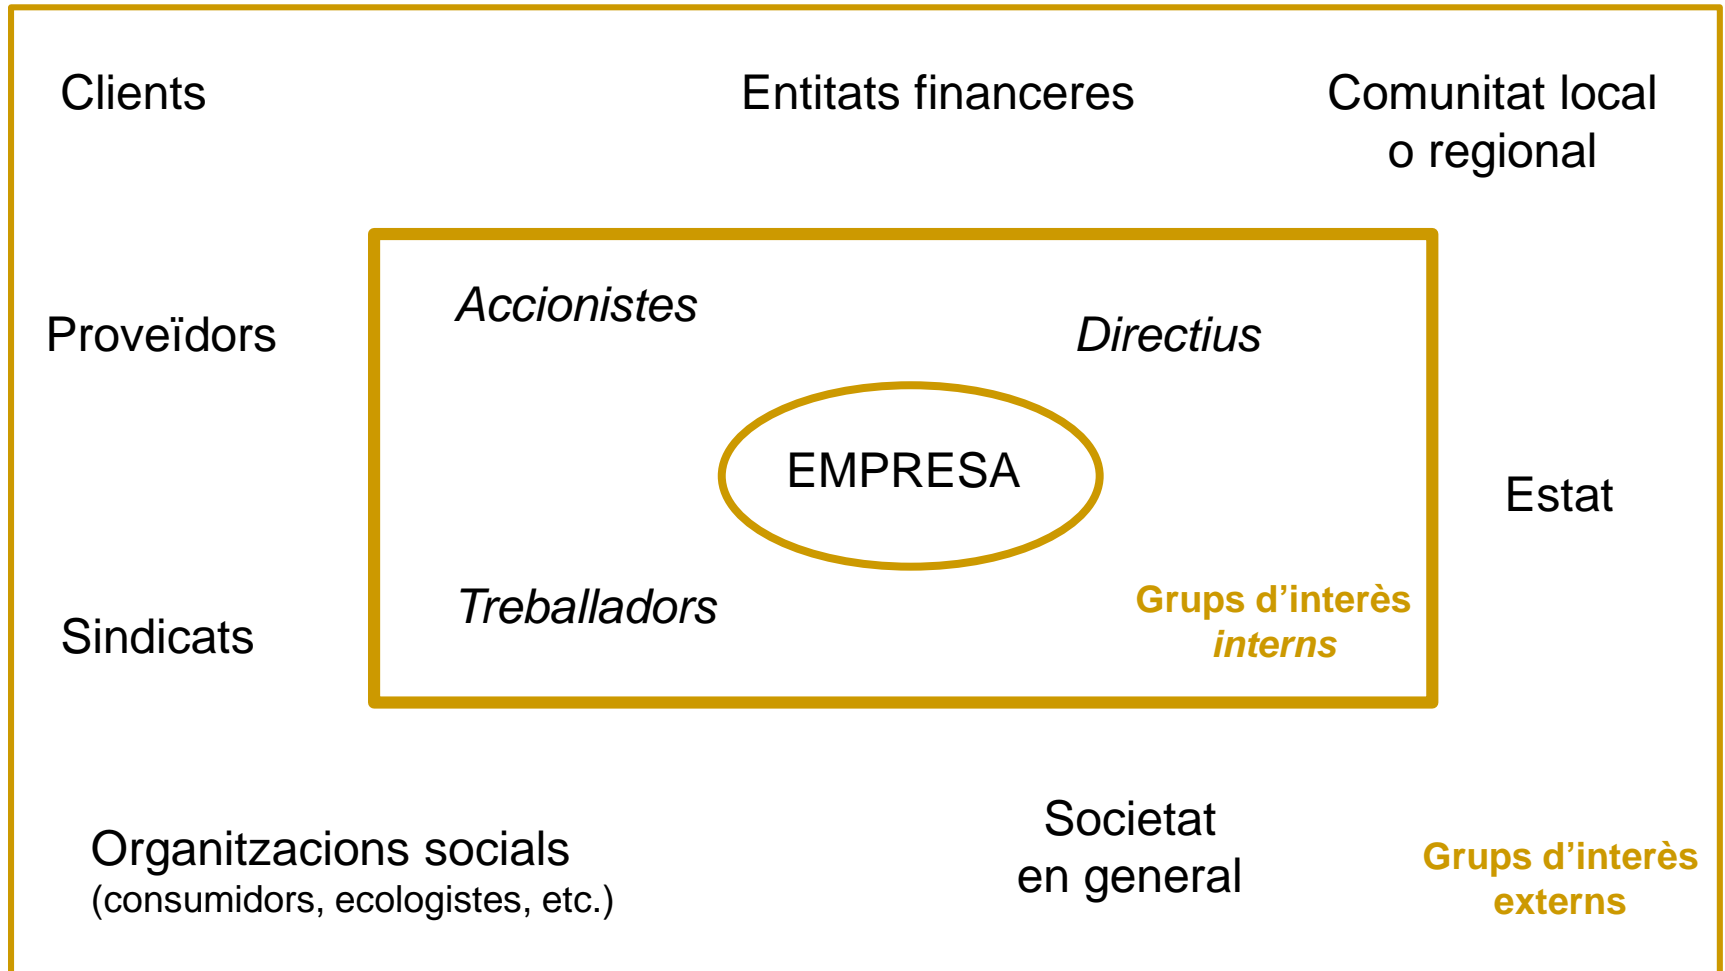 Clients
Entitats financeres
Comunitat local
o regional
Proveïdors
Accionistes
Directius
EMPRESA
Estat
Sindicats
Treballadors
Grups d’interès
interns
Organitzacions socials
(consumidors, ecologistes, etc.)
Societat
en general
Grups d’interès
externs